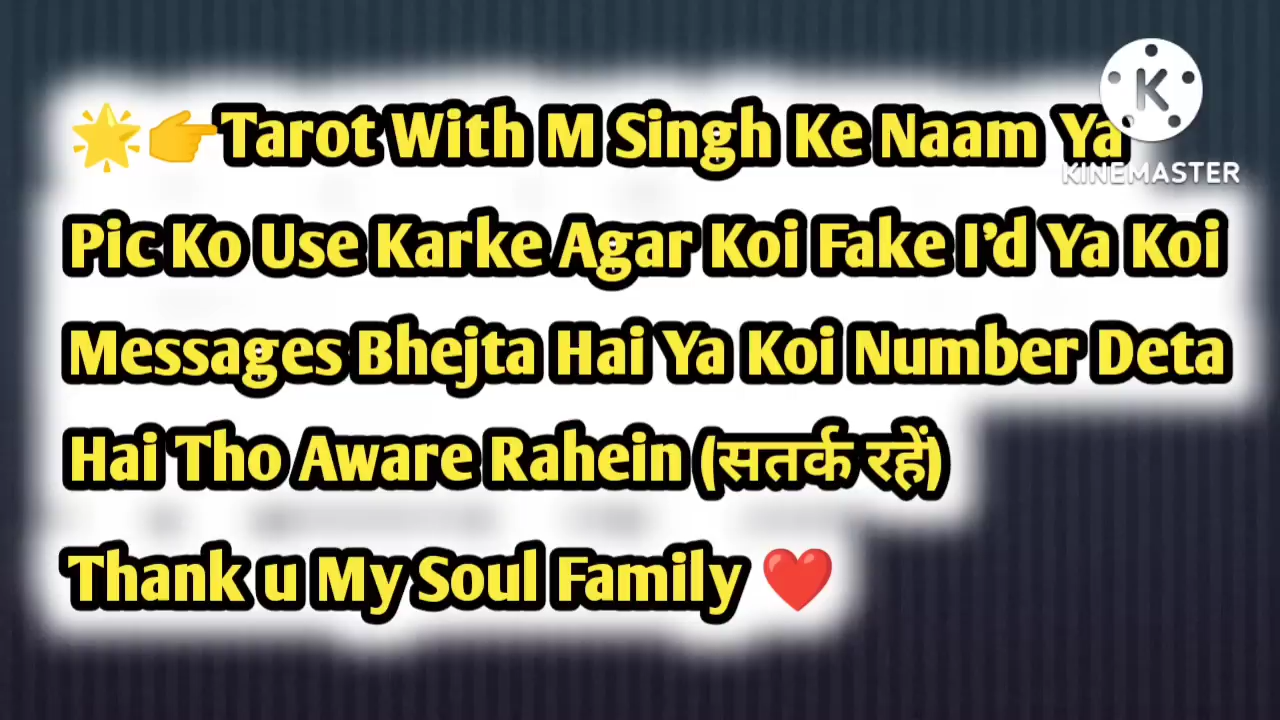 🌟👉Tarot With M Singh Ke Naam Ya
Pic Ko Use Karke Agar Koi Fake I’d Ya Koi
Messages Bhejta Hai Ya Koi Number Deta
Hai Tho Aware Rahein (सतर्क रहें)
Thank u My Soul Family ❤️
K
KINEMASTER